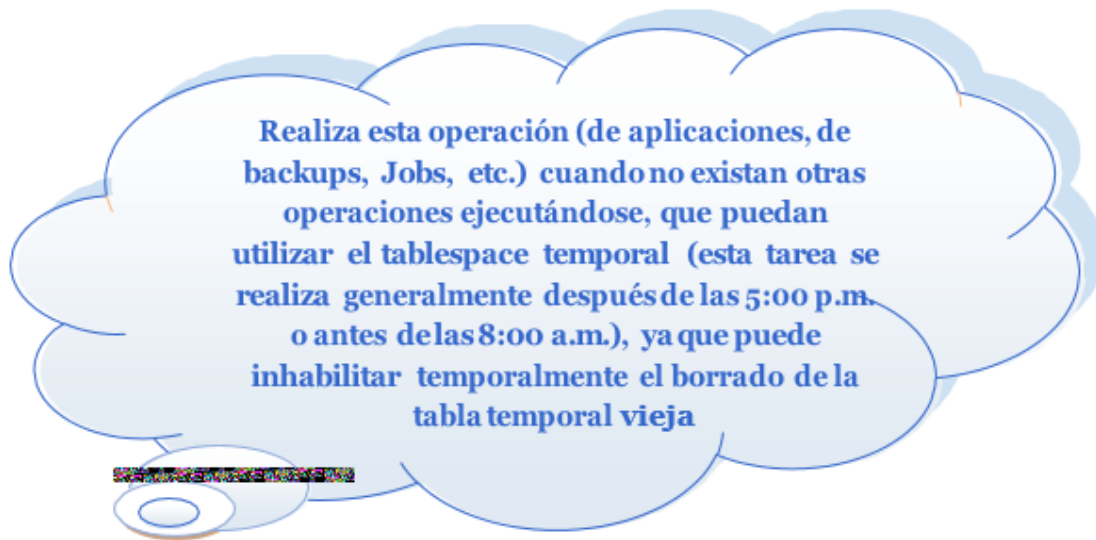 Realiza esta operación (de aplicaciones, de
backups, Jobs, etc.) cuando no existan otras
operaciones ejecutándose, que puedan
utilizar el tablespace temporal (esta tarea se
realiza generalmente después de las 5:00 p.m.
o antes de las 8:00 a.m.), ya que puede
inhabilitar temporalmente el borrado de la
tabla temporal vieja